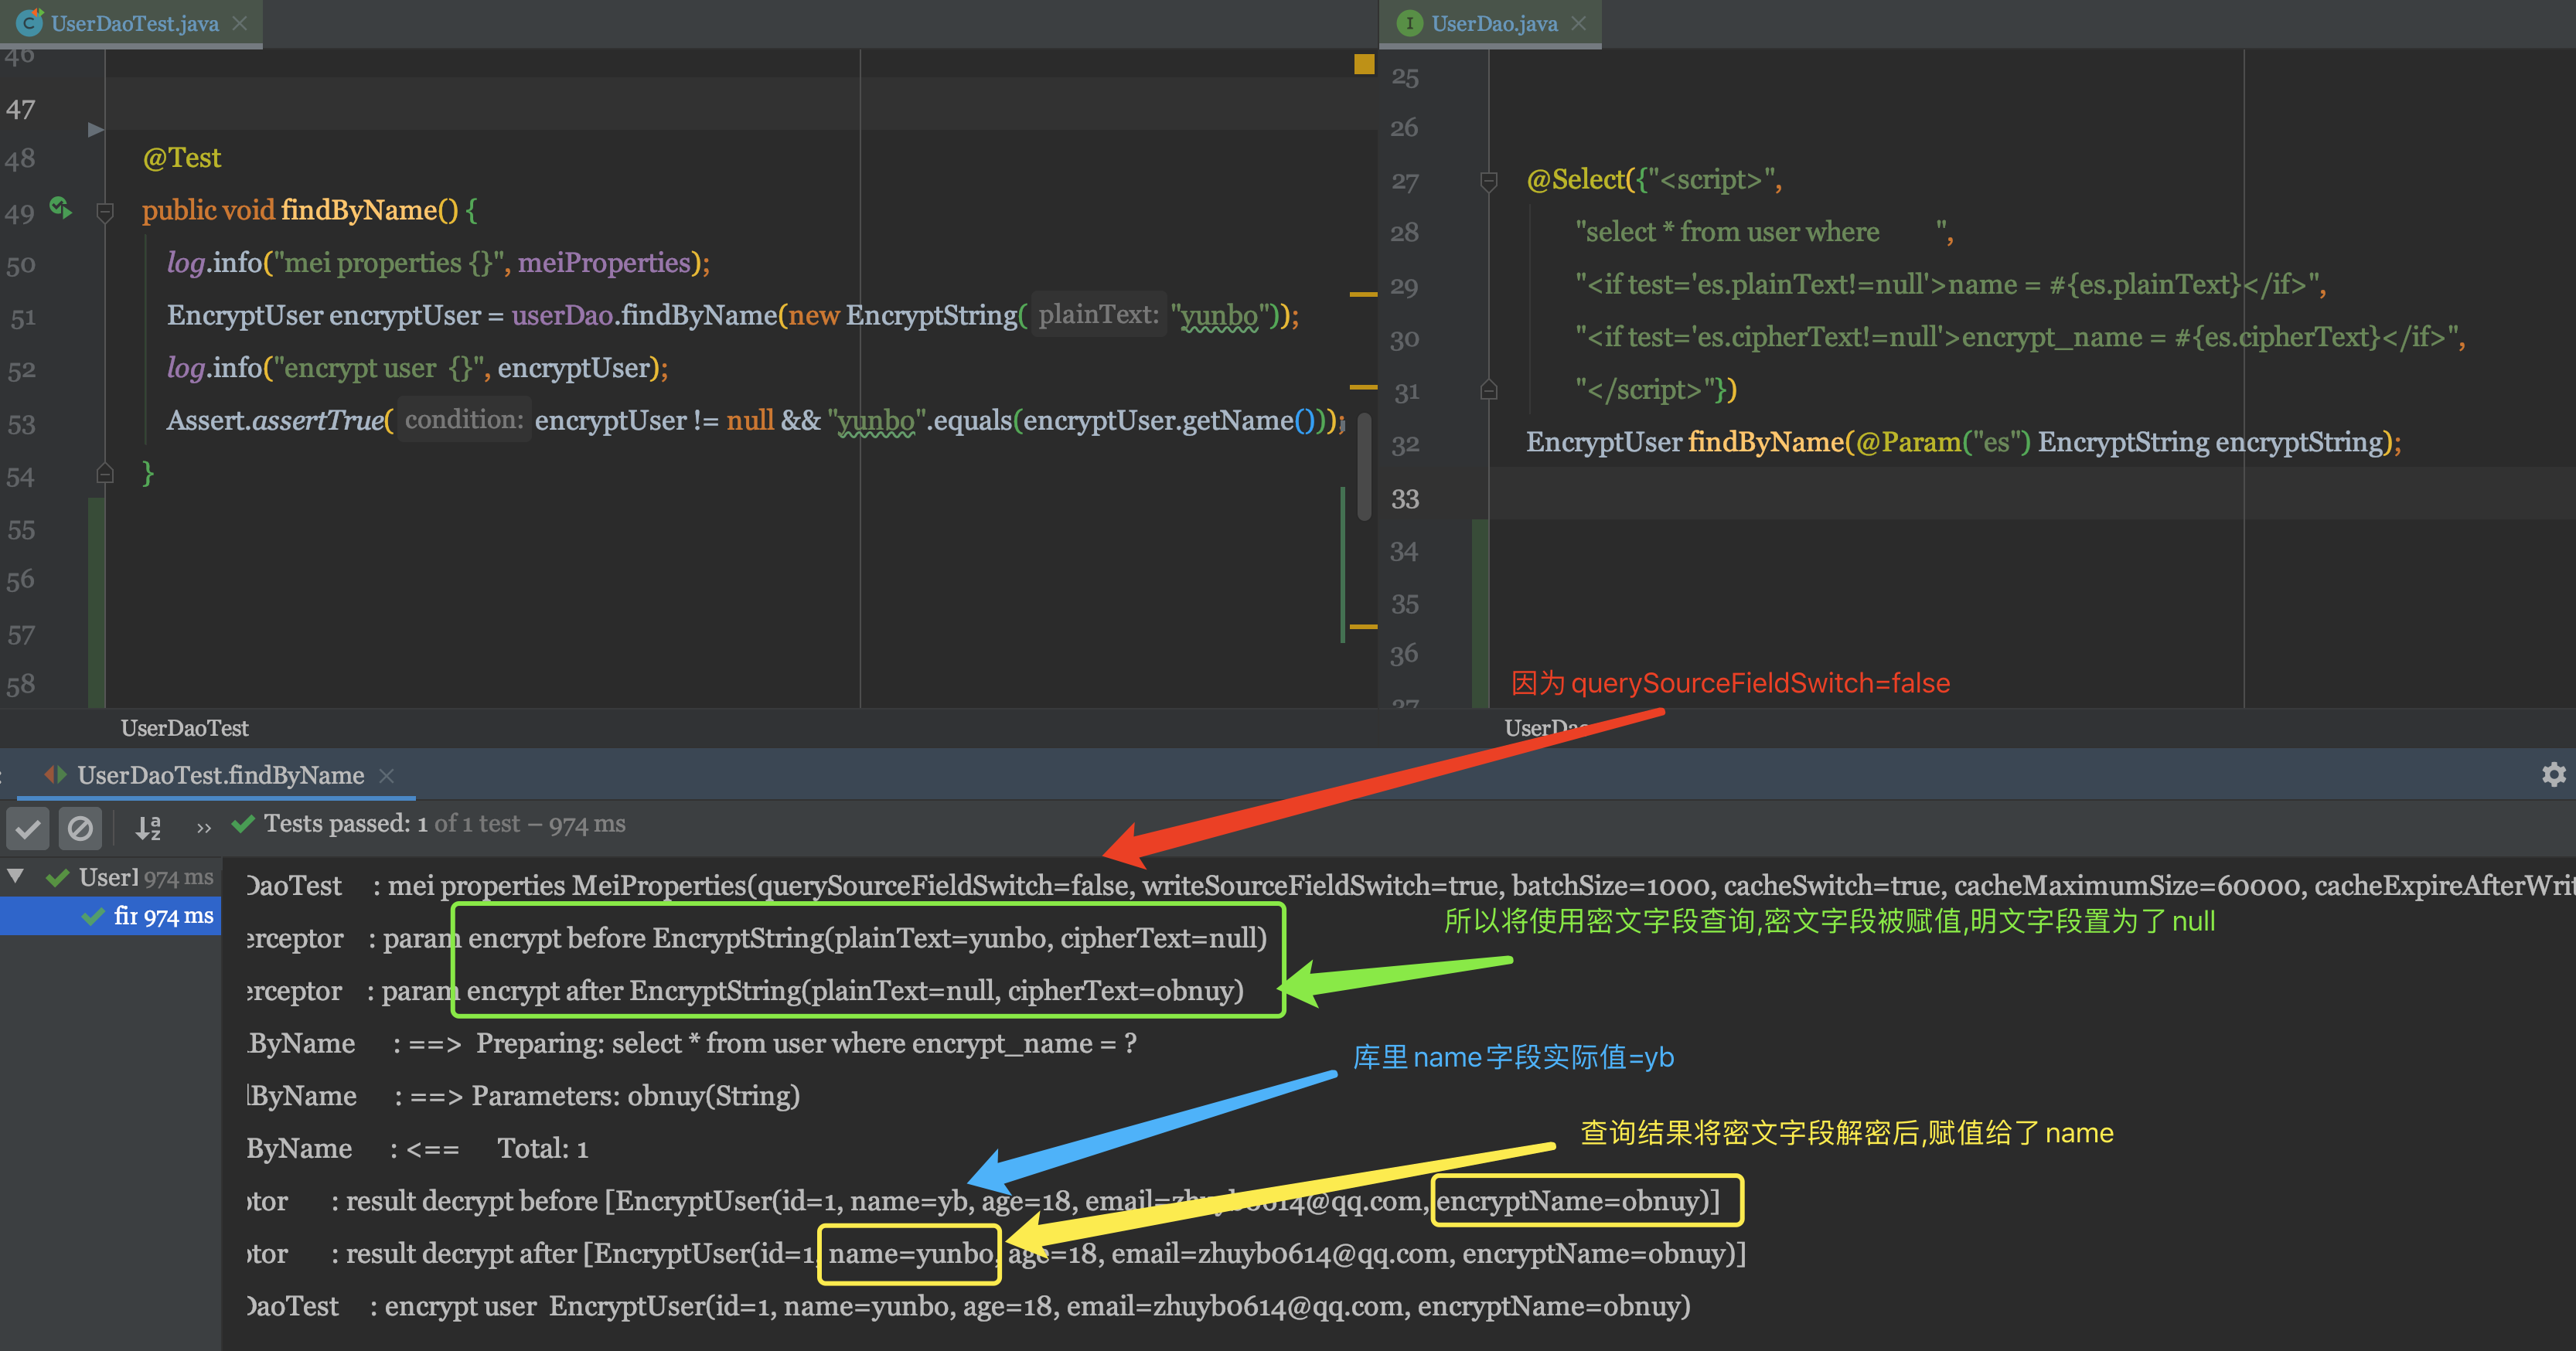 UserDaoTest.java
46
47
48 @Test
49 public void findByName() {
50 log.info("mei properties {}", meiProperties);
51 EncryptUser encryptUser = userDao.findByName(new EncryptString( plainText: "yunbo"));
52 log.info("encrypt user {}", encryptUser);
53 Assert.assertTrue( condition: encryptUser != null && "yunbo".equals(encryptUser.getName()));
54 }
55
56
57
58
UserDaoTest
UserDao.java
25
26
27 @Select({"<script>",
28 "select * from user where ",
29 "<if test='es.plainText!=null'>name = #{es.plainText}</if>",
30 "<if test='es.cipherText!=null'>encrypt_name = #{es.cipherText}</if>",
31 "</script>"})
32 EncryptUser findByName(@Param("es") EncryptString encryptString);
33
34
35
36
37
因为 querySourceFieldSwitch=false
UserDao
UserDaoTest.findByName
Tests passed: 1 of 1 test – 974 ms
974 ms
974 ms
DaoTest : mei properties MeiProperties(querySourceFieldSwitch=false, writeSourceFieldSwitch=true, batchSize=1000, cacheSwitch=true, cacheMaximumSize=60000, cacheExpireAfterWrit
所以将使用密文字段查询,密文字段被赋值,明文字段置为了 null
erceptor : param encrypt before EncryptString(plainText=yunbo, cipherText=null)
erceptor : param encrypt after EncryptString(plainText=null, cipherText=obnuy)
ByName : ==> Preparing: select * from user where encrypt_name = ?
库里 name 字段实际值=yb
ByName : ==> Parameters: obnuy(String)
查询结果将密文字段解密后,赋值给了 name
ByName : <== Total: 1
tor : result decrypt before [EncryptUser(id=1, name=yb, age=18, email=zhuyb0614@qq.com, encryptName=obnuy)]
tor : result decrypt after [EncryptUser(id=1, name=yunbo, age=18, email=zhuyb0614@qq.com, encryptName=obnuy)]
DaoTest : encrypt user EncryptUser(id=1, name=yunbo, age=18, email=zhuyb0614@qq.com, encryptName=obnuy)